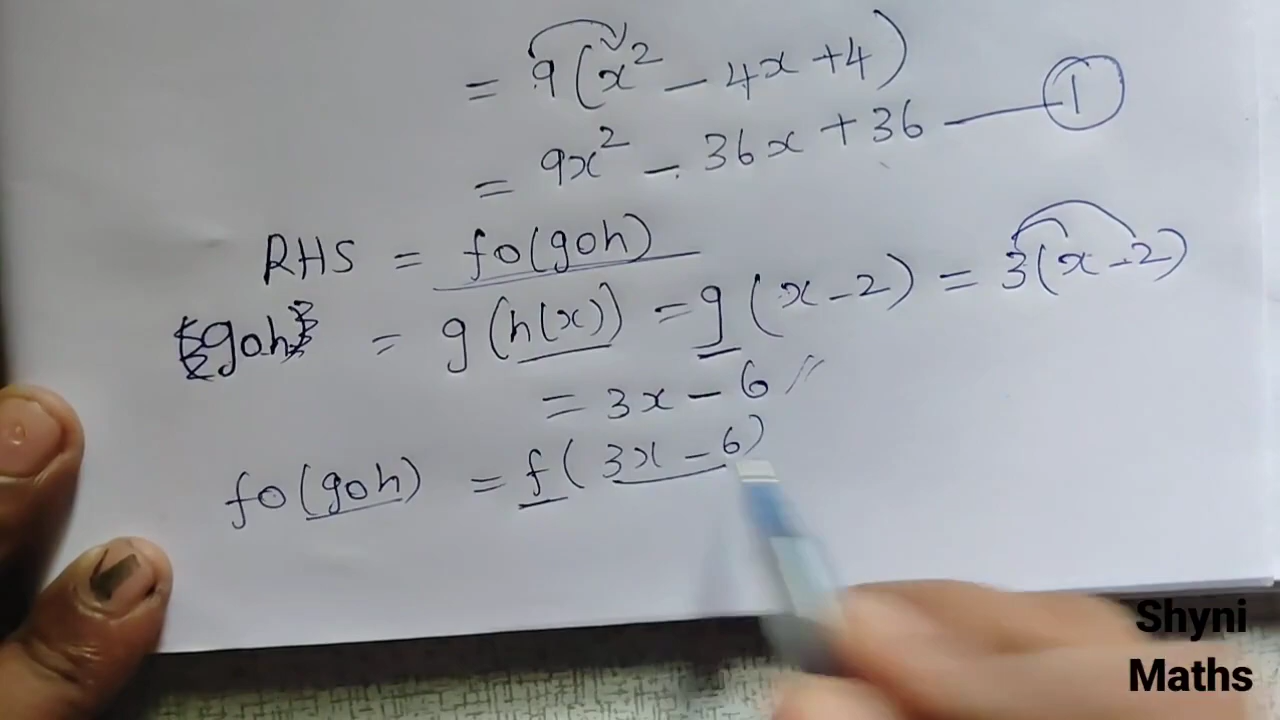 = 9(x² - 4x + 4)
= 9x² - 36x + 36 — 1
RHS = fo(goh)
goh = g(h(x)) = g(x - 2) = 3(x - 2)
= 3x - 6 //
fo(goh) = f(3x - 6)
Shyni
Maths